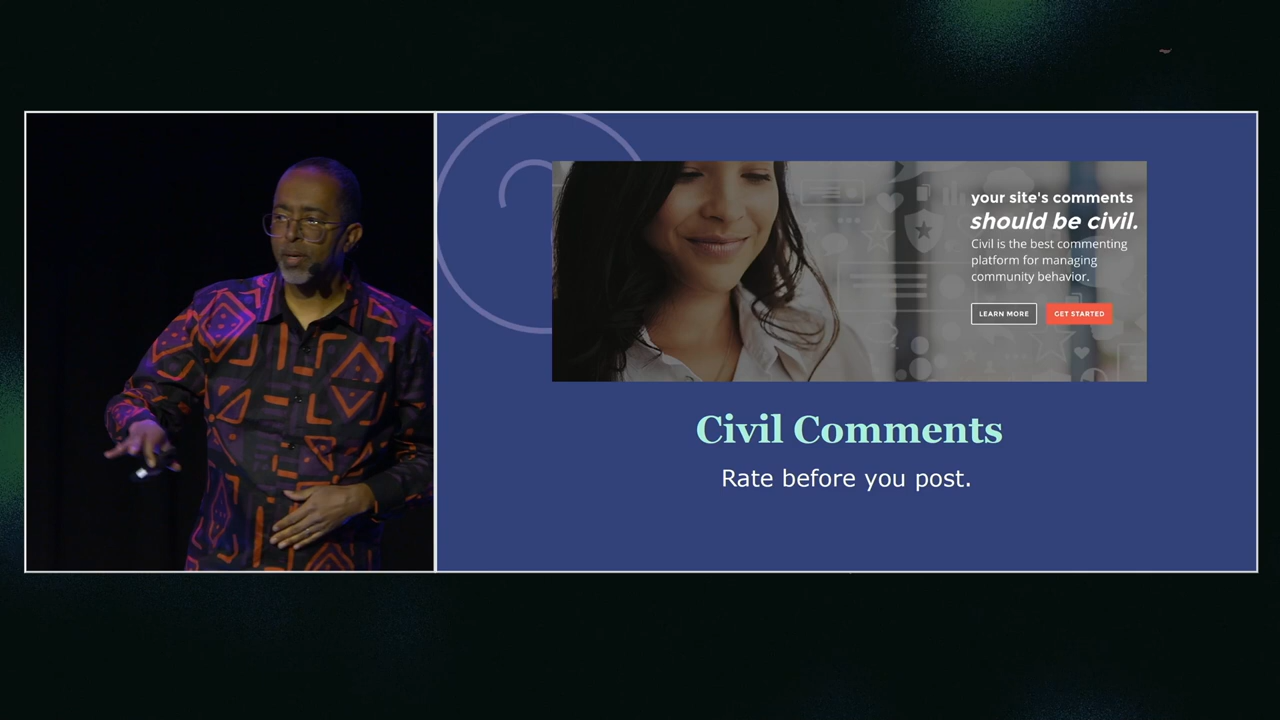 your site's comments
should be civil.
Civil is the best commenting
platform for managing
community behavior.
LEARN MORE
GET STARTED
Civil Comments
Rate before you post.